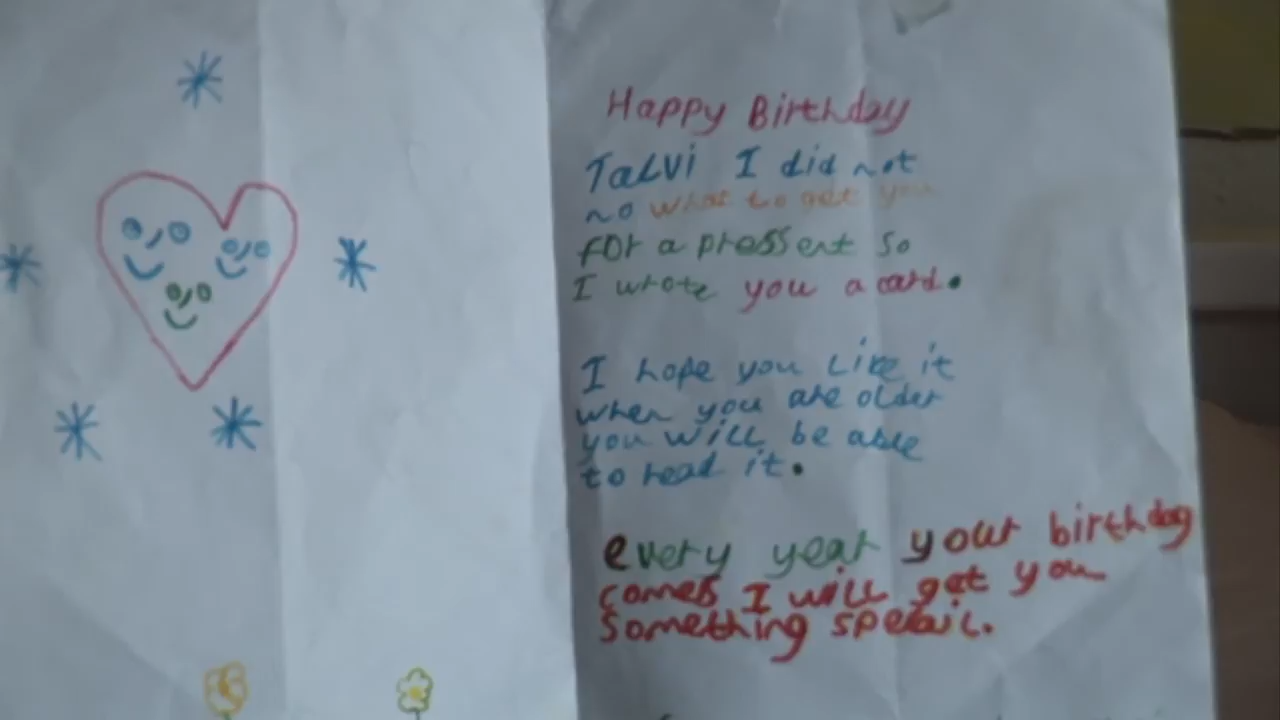 Happy Birthday
Talvi I did not
no what to get you
for a pressent so
I wrote you a card.
I hope you like it
when you are older
you will be able
to read it.
every year your birthday
comes I will get you
something spelaic.